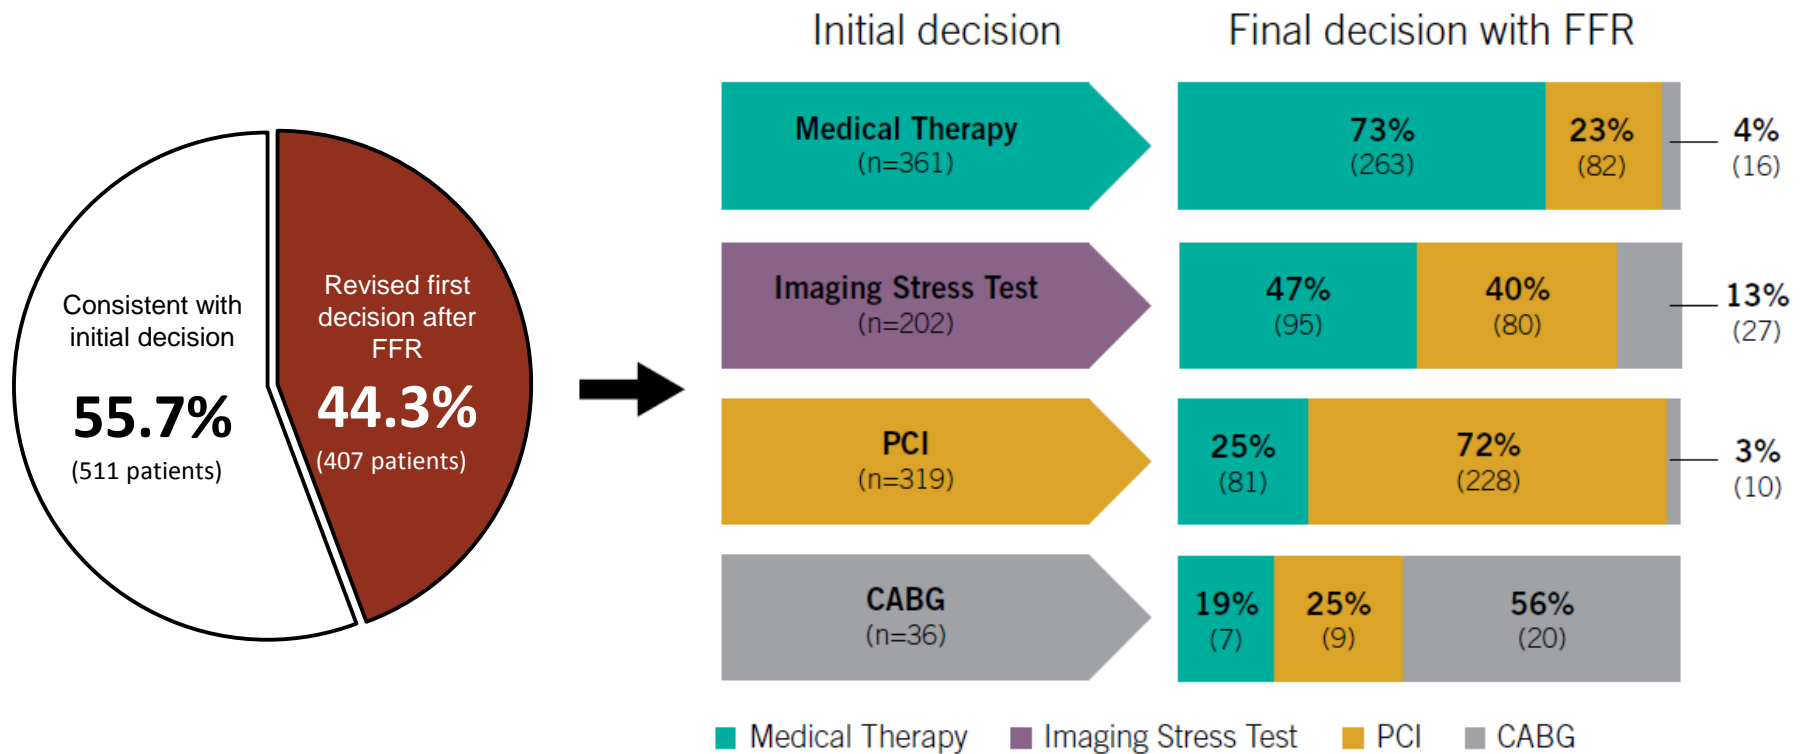 Initial decision
Final decision with FFR
Consistent with
initial decision
55.7%
(511 patients)
Revised first
decision after
FFR
44.3%
(407 patients)
Medical Therapy
(n=361)
73%
(263)
23%
(82)
4%
(16)
Imaging Stress Test
(n=202)
47%
(95)
40%
(80)
13%
(27)
PCI
(n=319)
25%
(81)
72%
(228)
3%
(10)
CABG
(n=36)
19%
(7)
25%
(9)
56%
(20)
Medical Therapy
Imaging Stress Test
PCI
CABG